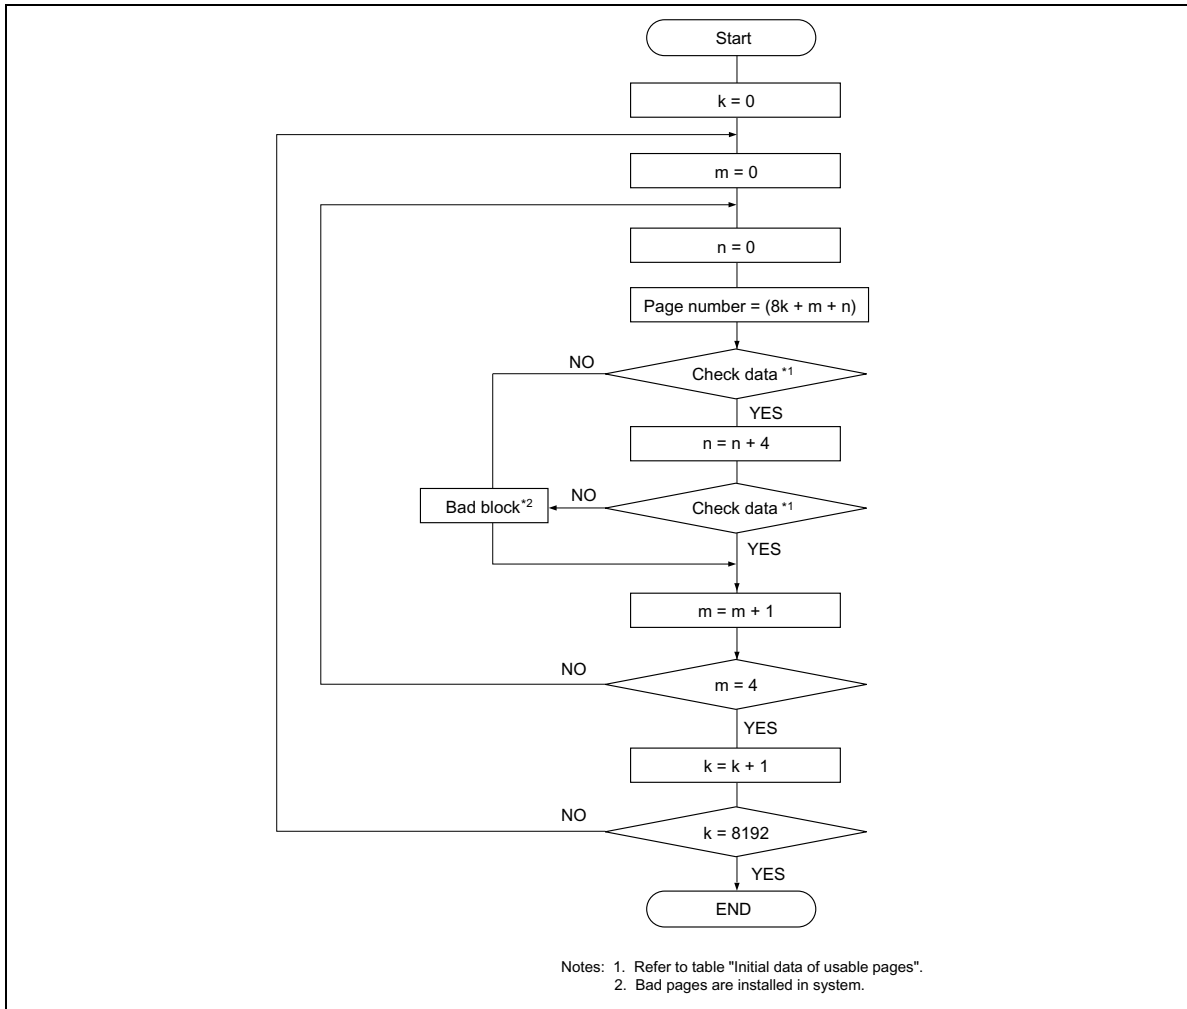 Start
k = 0
m = 0
n = 0
Page number = (8k + m + n)
NO
Check data *1
YES
n = n + 4
Bad block*2
NO
Check data *1
YES
m = m + 1
NO
m = 4
YES
k = k + 1
NO
k = 8192
YES
END
Notes: 1. Refer to table "Initial data of usable pages".
2. Bad pages are installed in system.